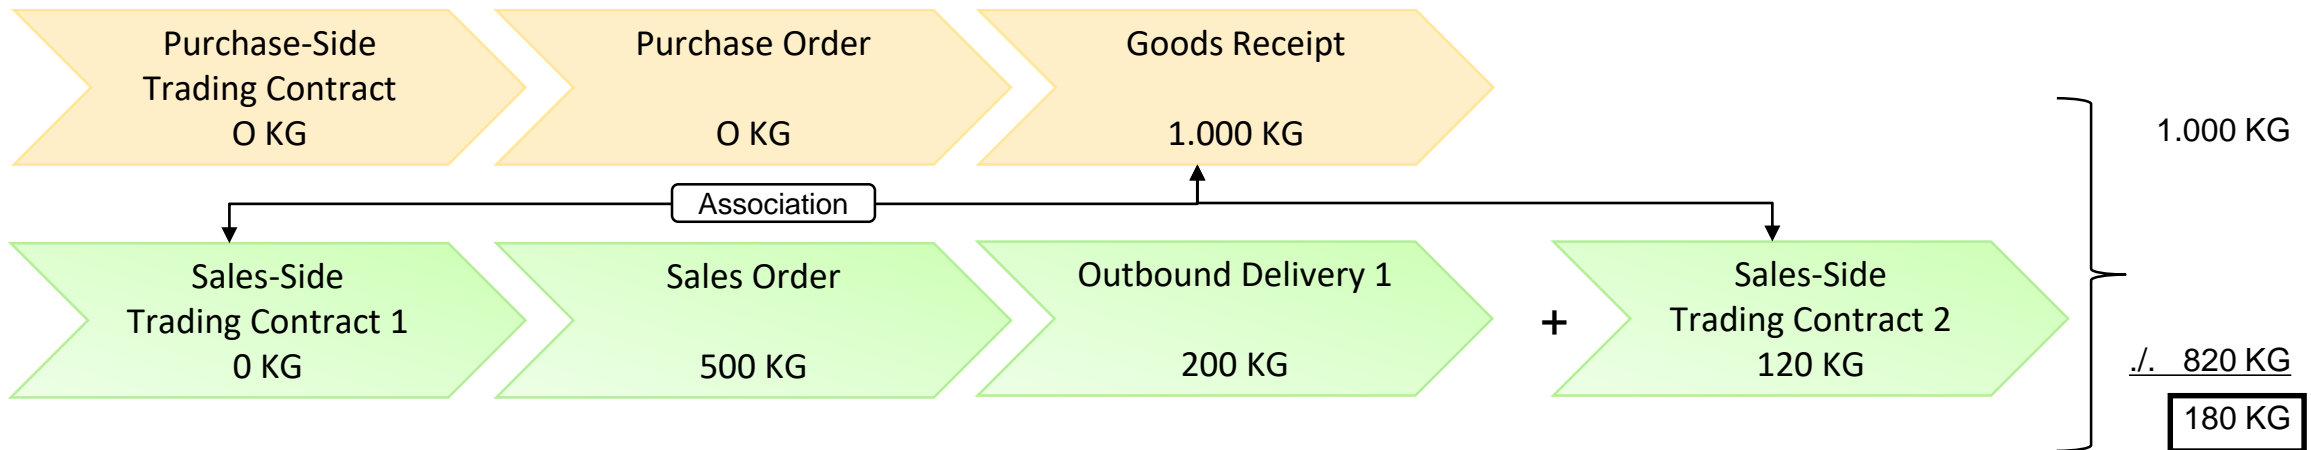 Purchase-Side
Trading Contract
O KG
Purchase Order
O KG
Goods Receipt
1.000 KG
1.000 KG
Association
Sales-Side
Trading Contract 1
0 KG
Sales Order
500 KG
Outbound Delivery 1
200 KG
+
Sales-Side
Trading Contract 2
120 KG
./. 820 KG
180 KG